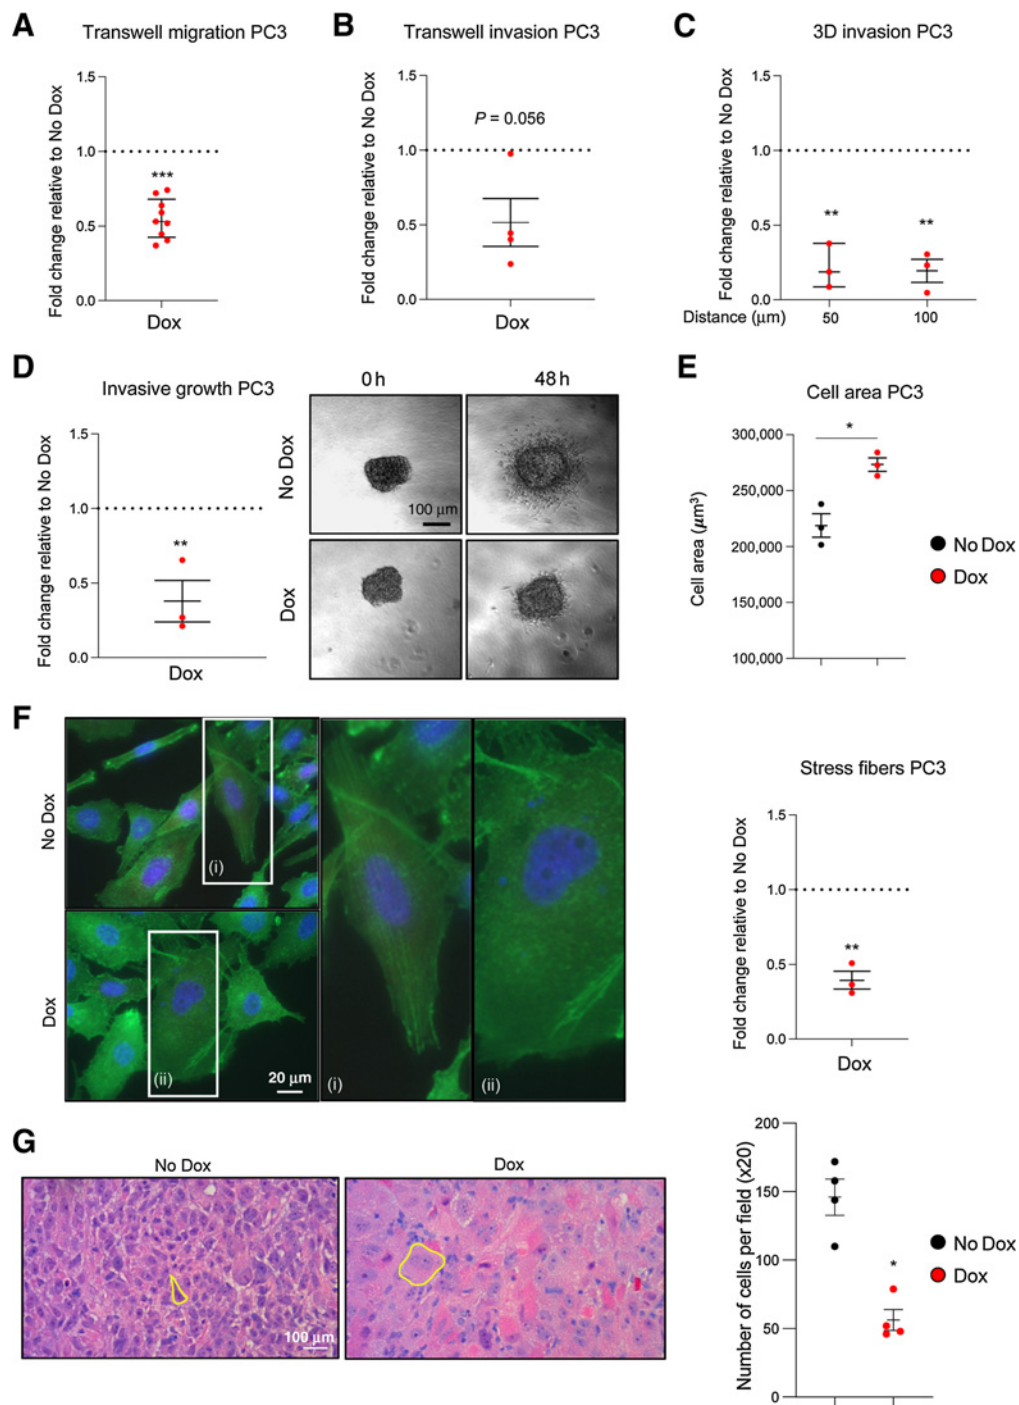 A
Transwell migration PC3
Fold change relative to No Dox
1.5
1.0
0.5
0.0
***
Dox
B
Transwell invasion PC3
Fold change relative to No Dox
1.5
1.0
0.5
0.0
P = 0.056
Dox
C
3D invasion PC3
Fold change relative to No Dox
1.5
1.0
0.5
0.0
**
**
Distance (μm)
50
100
D
Invasive growth PC3
Fold change relative to No Dox
1.5
1.0
0.5
0.0
**
Dox
0 h
48 h
No Dox
Dox
100 μm
E
Cell area PC3
Cell area (μm³)
300,000
250,000
200,000
150,000
100,000
*
No Dox
Dox
F
No Dox
Dox
(i)
(ii)
20 μm
(i)
(ii)
Stress fibers PC3
Fold change relative to No Dox
1.5
1.0
0.5
0.0
**
Dox
G
No Dox
Dox
100 μm
Number of cells per field (x20)
200
150
100
50
0
*
No Dox
Dox